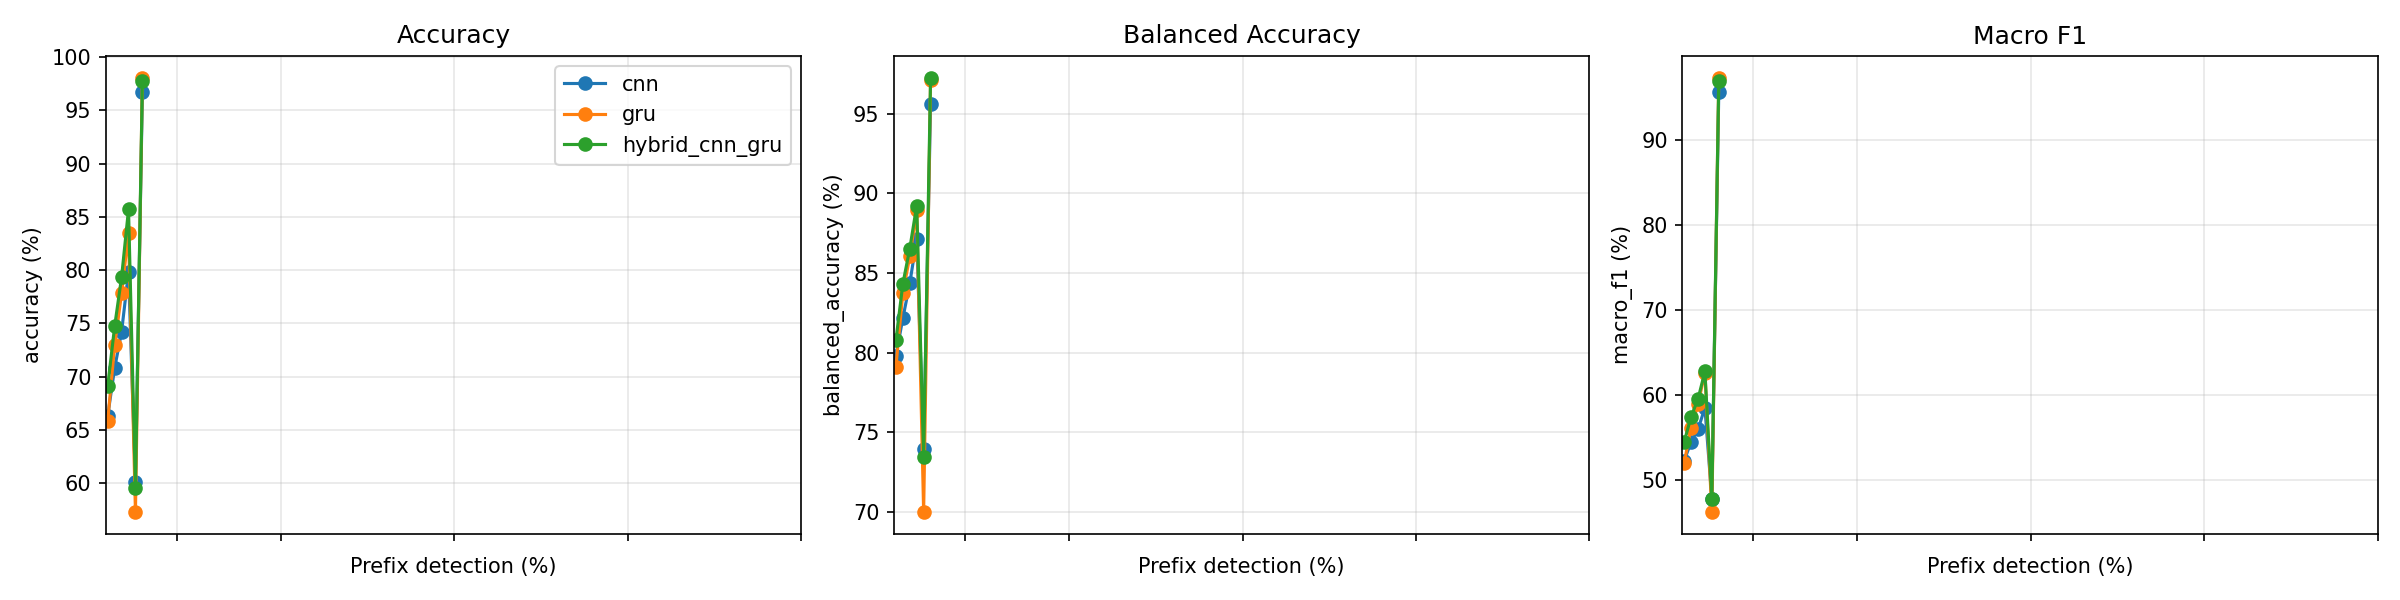 Accuracy
accuracy (%)
100
95
90
85
80
75
70
65
60
cnn
gru
hybrid_cnn_gru
Prefix detection (%)
Balanced Accuracy
balanced_accuracy (%)
95
90
85
80
75
70
Prefix detection (%)
Macro F1
macro_f1 (%)
90
80
70
60
50
Prefix detection (%)